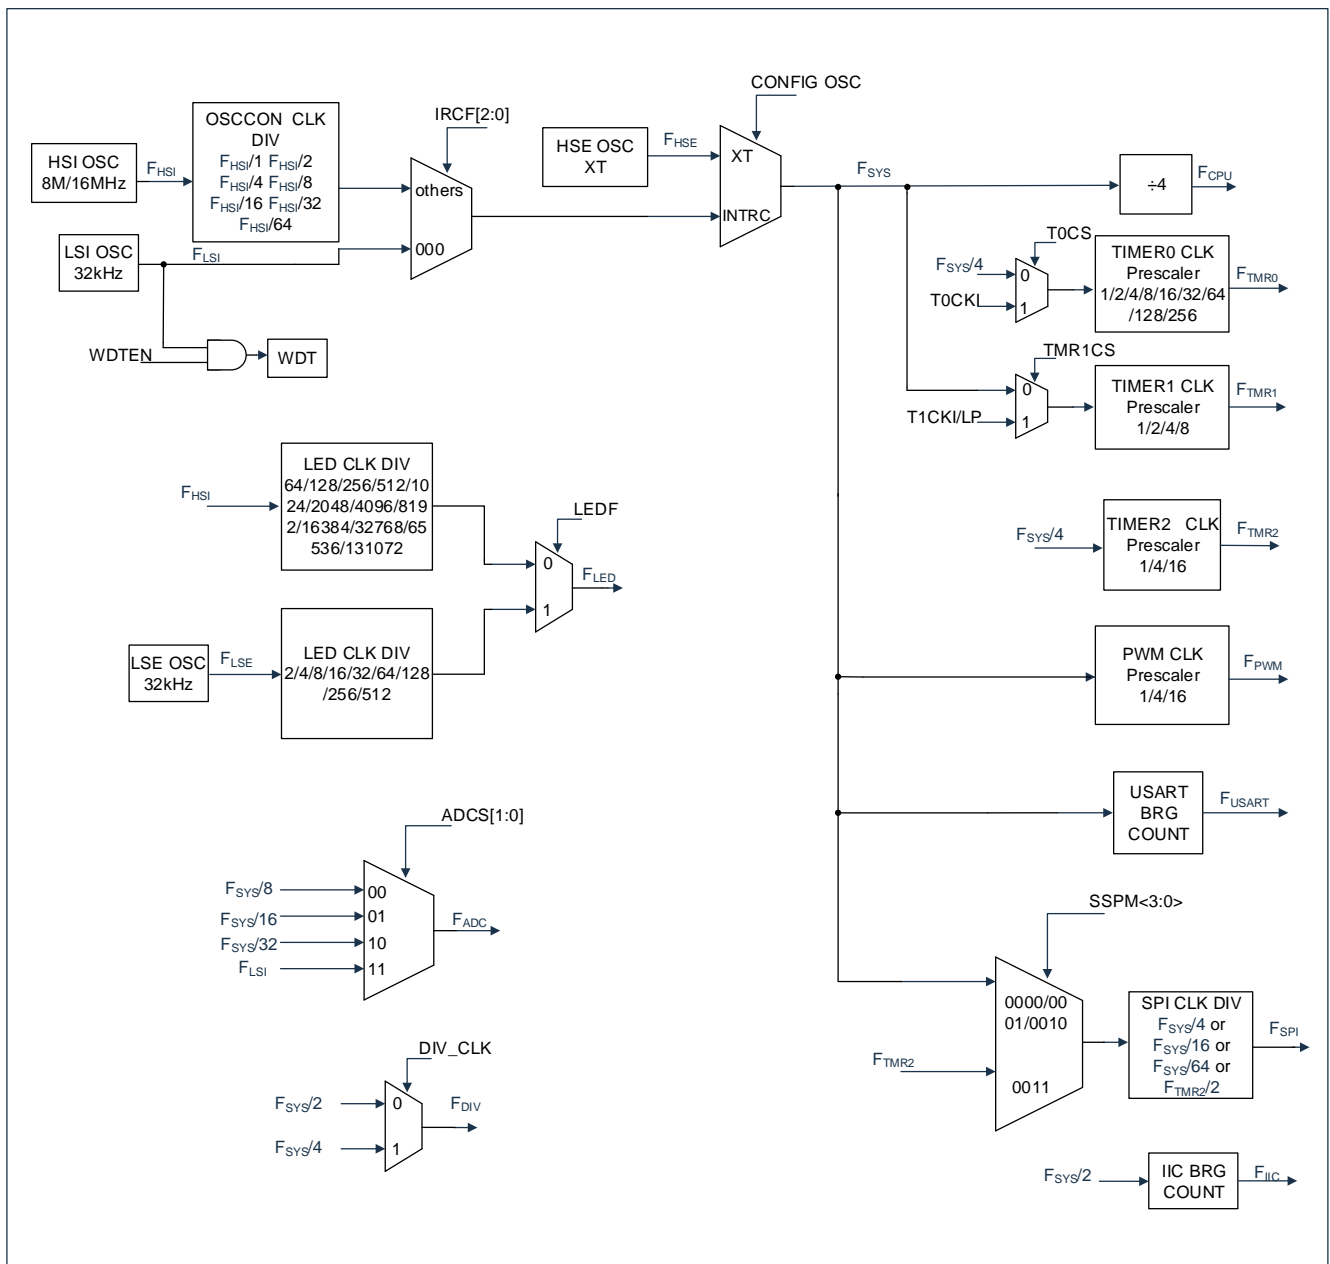 CONFIG OSC
IRCF[2:0]
OSCCON CLK
DIV
FHSI/1 FHSI/2
FHSI/4 FHSI/8
FHSI/16 FHSI/32
FHSI/64
HSI OSC
8M/16MHz
FHSI
others
000
HSE OSC
XT
FHSE
XT
INTRC
FSYS
÷4
FCPU
LSI OSC
32kHz
FLSI
WDTEN
WDT
T0CS
FSYS/4
T0CKI
0
1
TIMER0 CLK
Prescaler
1/2/4/8/16/32/64
/128/256
FTMR0
TMR1CS
T1CKI/LP
0
1
TIMER1 CLK
Prescaler
1/2/4/8
FTMR1
FHSI
LED CLK DIV
64/128/256/512/10
24/2048/4096/819
2/16384/32768/65
536/131072
LEDF
0
1
FLED
LSE OSC
32kHz
FLSE
LED CLK DIV
2/4/8/16/32/64/128
/256/512
FSYS/4
TIMER2 CLK
Prescaler
1/4/16
FTMR2
PWM CLK
Prescaler
1/4/16
FPWM
USART
BRG
COUNT
FUSART
ADCS[1:0]
FSYS/8
FSYS/16
FSYS/32
FLSI
00
01
10
11
FADC
SSPM<3:0>
0000/00
01/0010
0011
FTMR2
SPI CLK DIV
FSYS/4 or
FSYS/16 or
FSYS/64 or
FTMR2/2
FSPI
DIV_CLK
FSYS/2
FSYS/4
0
1
FDIV
FSYS/2
IIC BRG
COUNT
FIIC